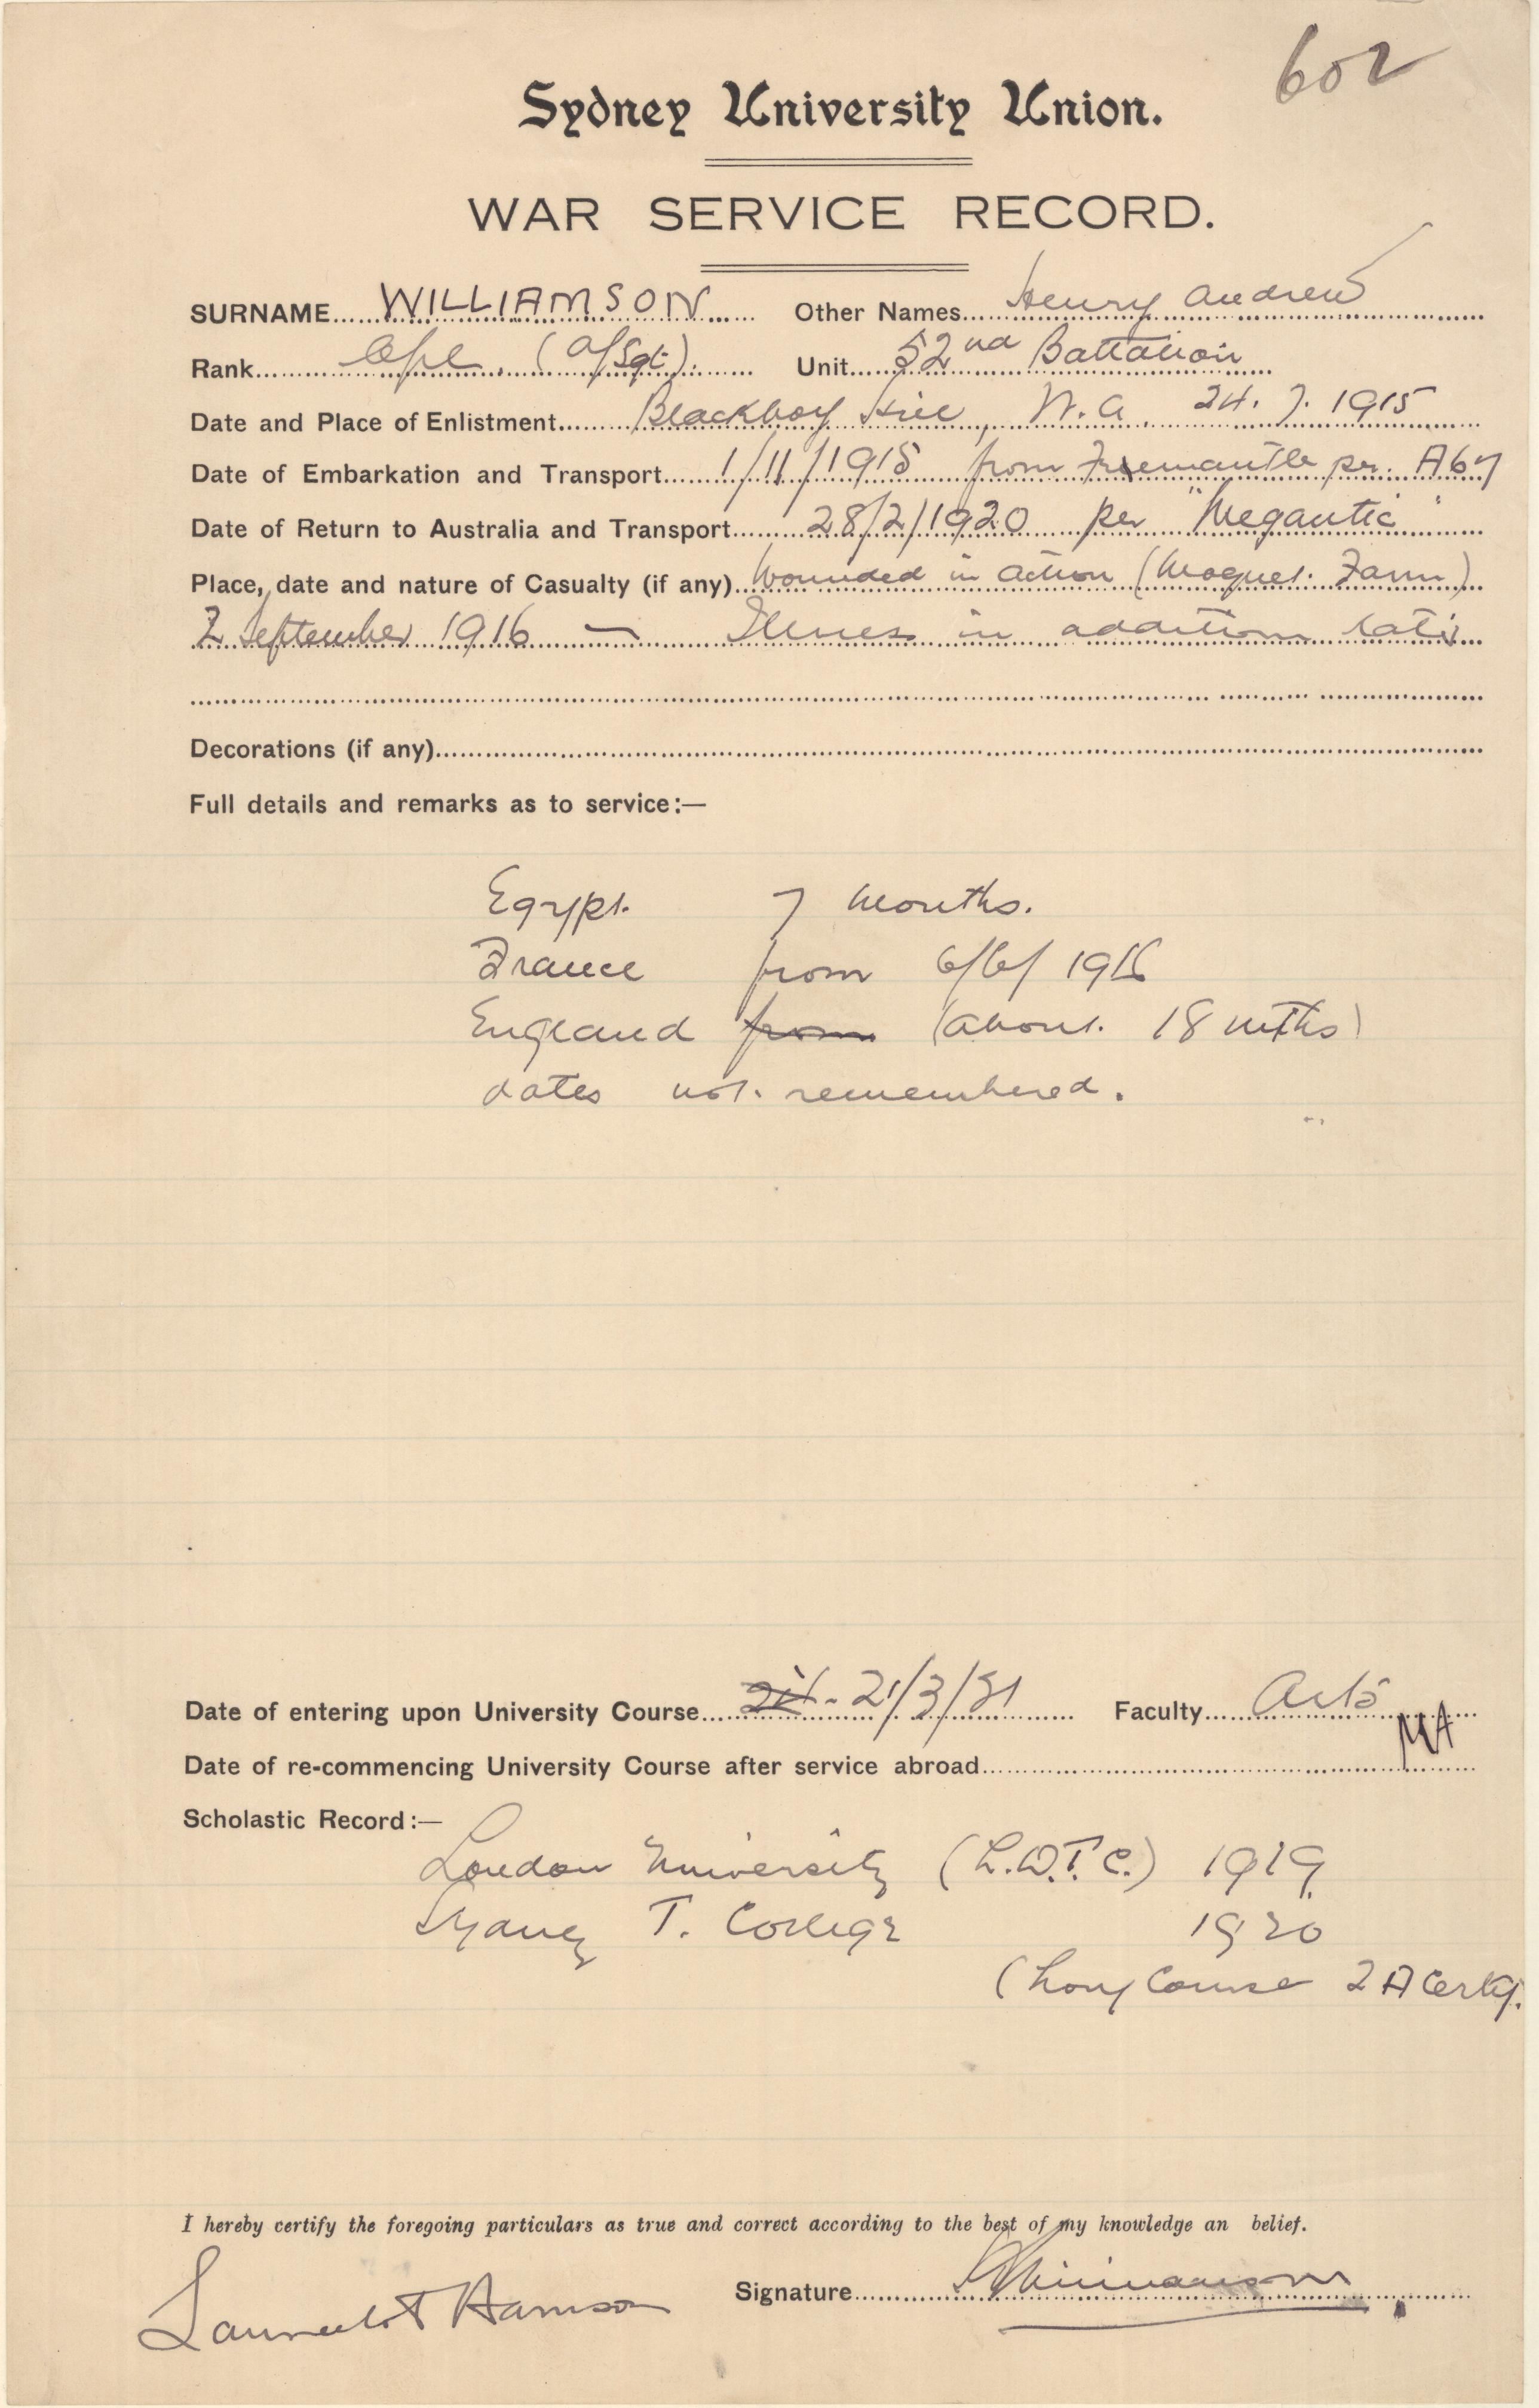 602
Sydney University Union.
WAR SERVICE RECORD.
SURNAME...... WILLIAMSON ...... Other Names...... Henry Andrew
Rank...... Cpl. (A/Sgt.) ...... Unit...... 52nd Battalion
Date and Place of Enlistment...... Blackboy Hill, W.A. 24.7.1915
Date of Embarkation and Transport...... 1/11/1915 from Fremantle per. A67
Date of Return to Australia and Transport...... 28/2/1920 per "Megantic"
Place, date and nature of Casualty (if any).. Wounded in action (Moquet. Farm)
2 September 1916 — Illness in addition
Decorations (if any)
Full details and remarks as to service:—
Egypt. 7 months.
France from 6/6/1916
England from (about. 18 mths)
dates not. remembered.
Date of entering upon University Course...... 21/3/21 ...... Faculty...... Arts
MA
Date of re-commencing University Course after service abroad
Scholastic Record:—
London University (L.D.T.C.) 1919
Sydney T. College 1920
(Long Course 2A Certif.
I hereby certify the foregoing particulars as true and correct according to the best of my knowledge an belief.
Signature...... HAWilliamson
Launcelot Harrison